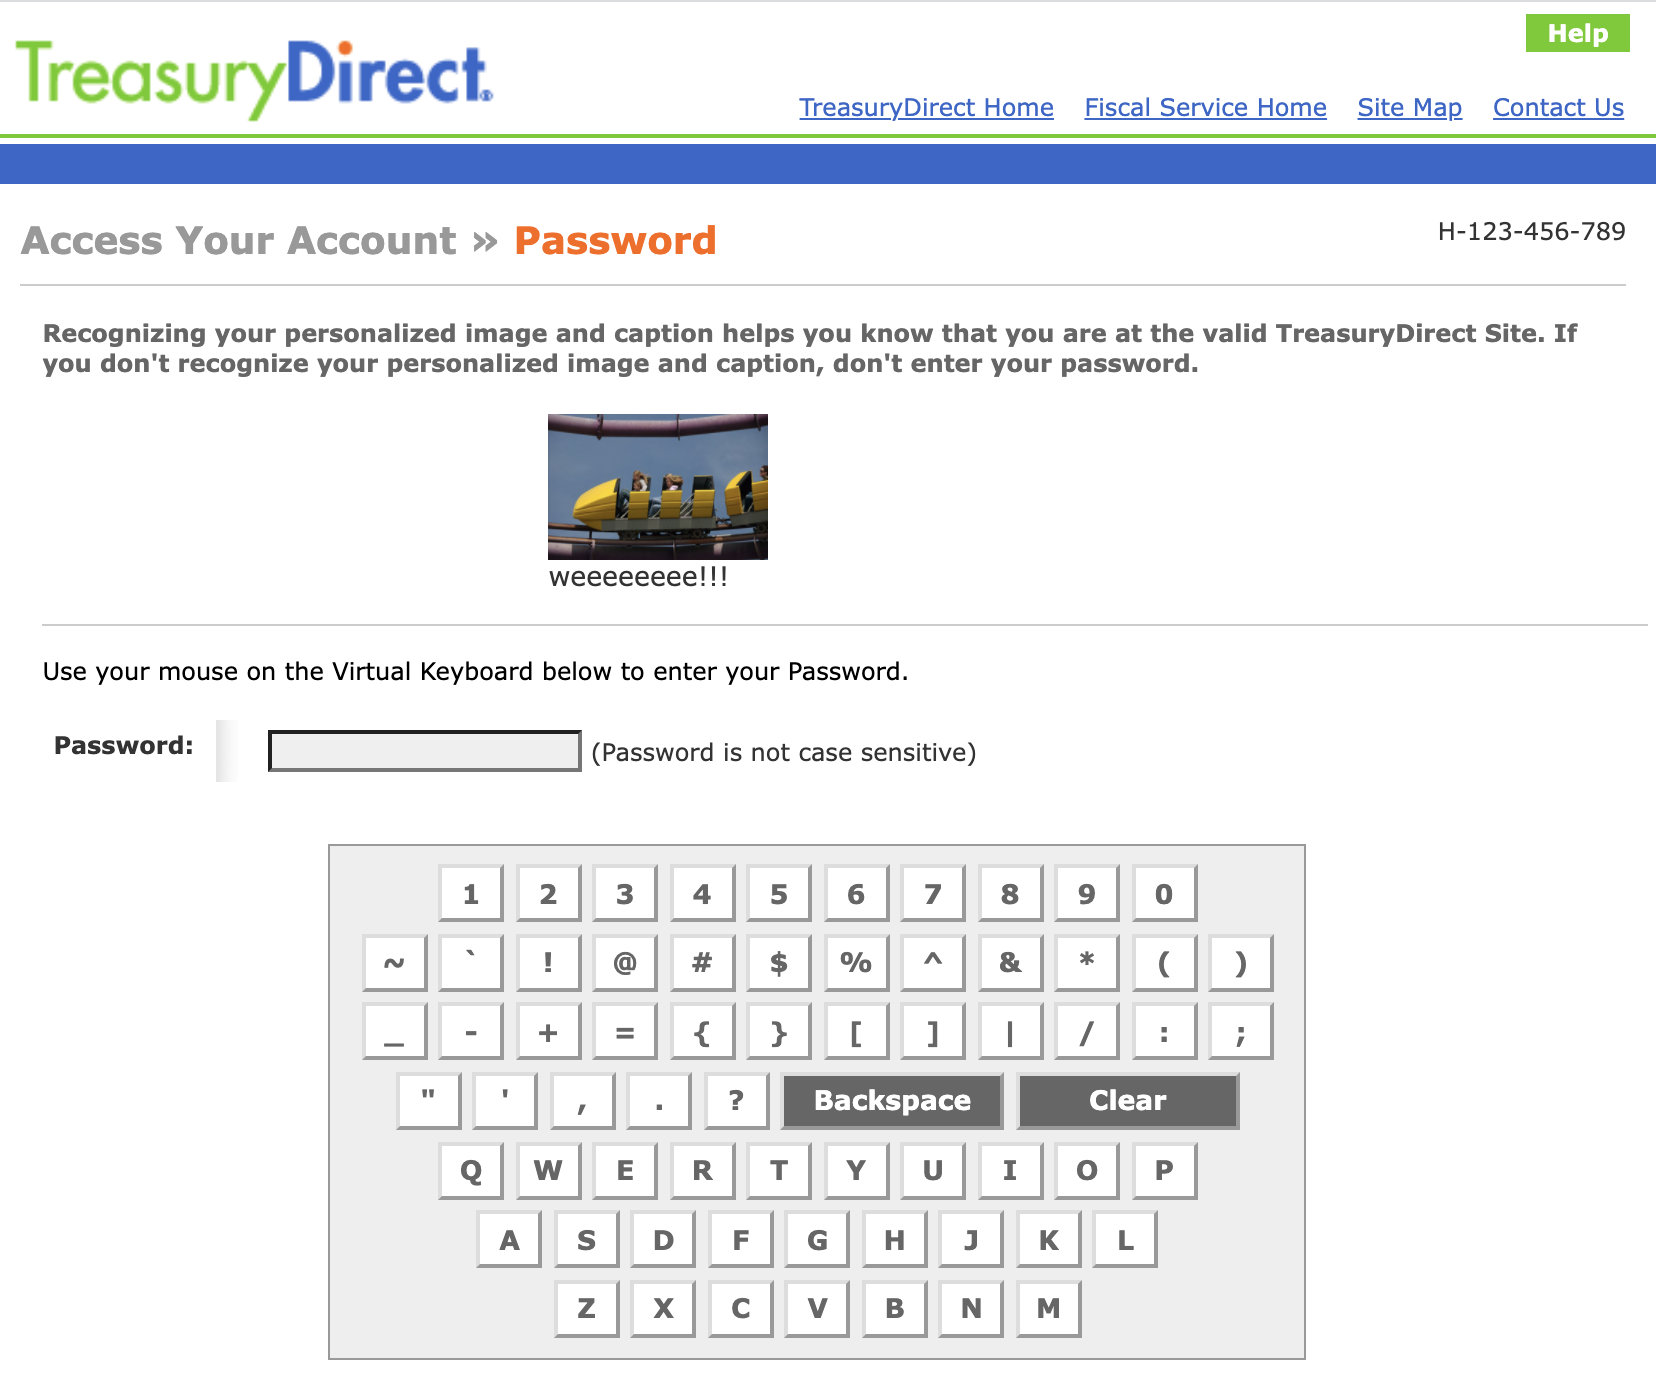 Help
TreasuryDirect®
TreasuryDirect Home Fiscal Service Home Site Map Contact Us
Access Your Account » Password
H-123-456-789
Recognizing your personalized image and caption helps you know that you are at the valid TreasuryDirect Site. If
you don't recognize your personalized image and caption, don't enter your password.
weeeeeeee!!!
Use your mouse on the Virtual Keyboard below to enter your Password.
Password: (Password is not case sensitive)
1 2 3 4 5 6 7 8 9 0
~ ` ! @ # $ % ^ & * ( )
_ - + = { } [ ] | / : ;
" ' , . ? Backspace Clear
Q W E R T Y U I O P
A S D F G H J K L
Z X C V B N M